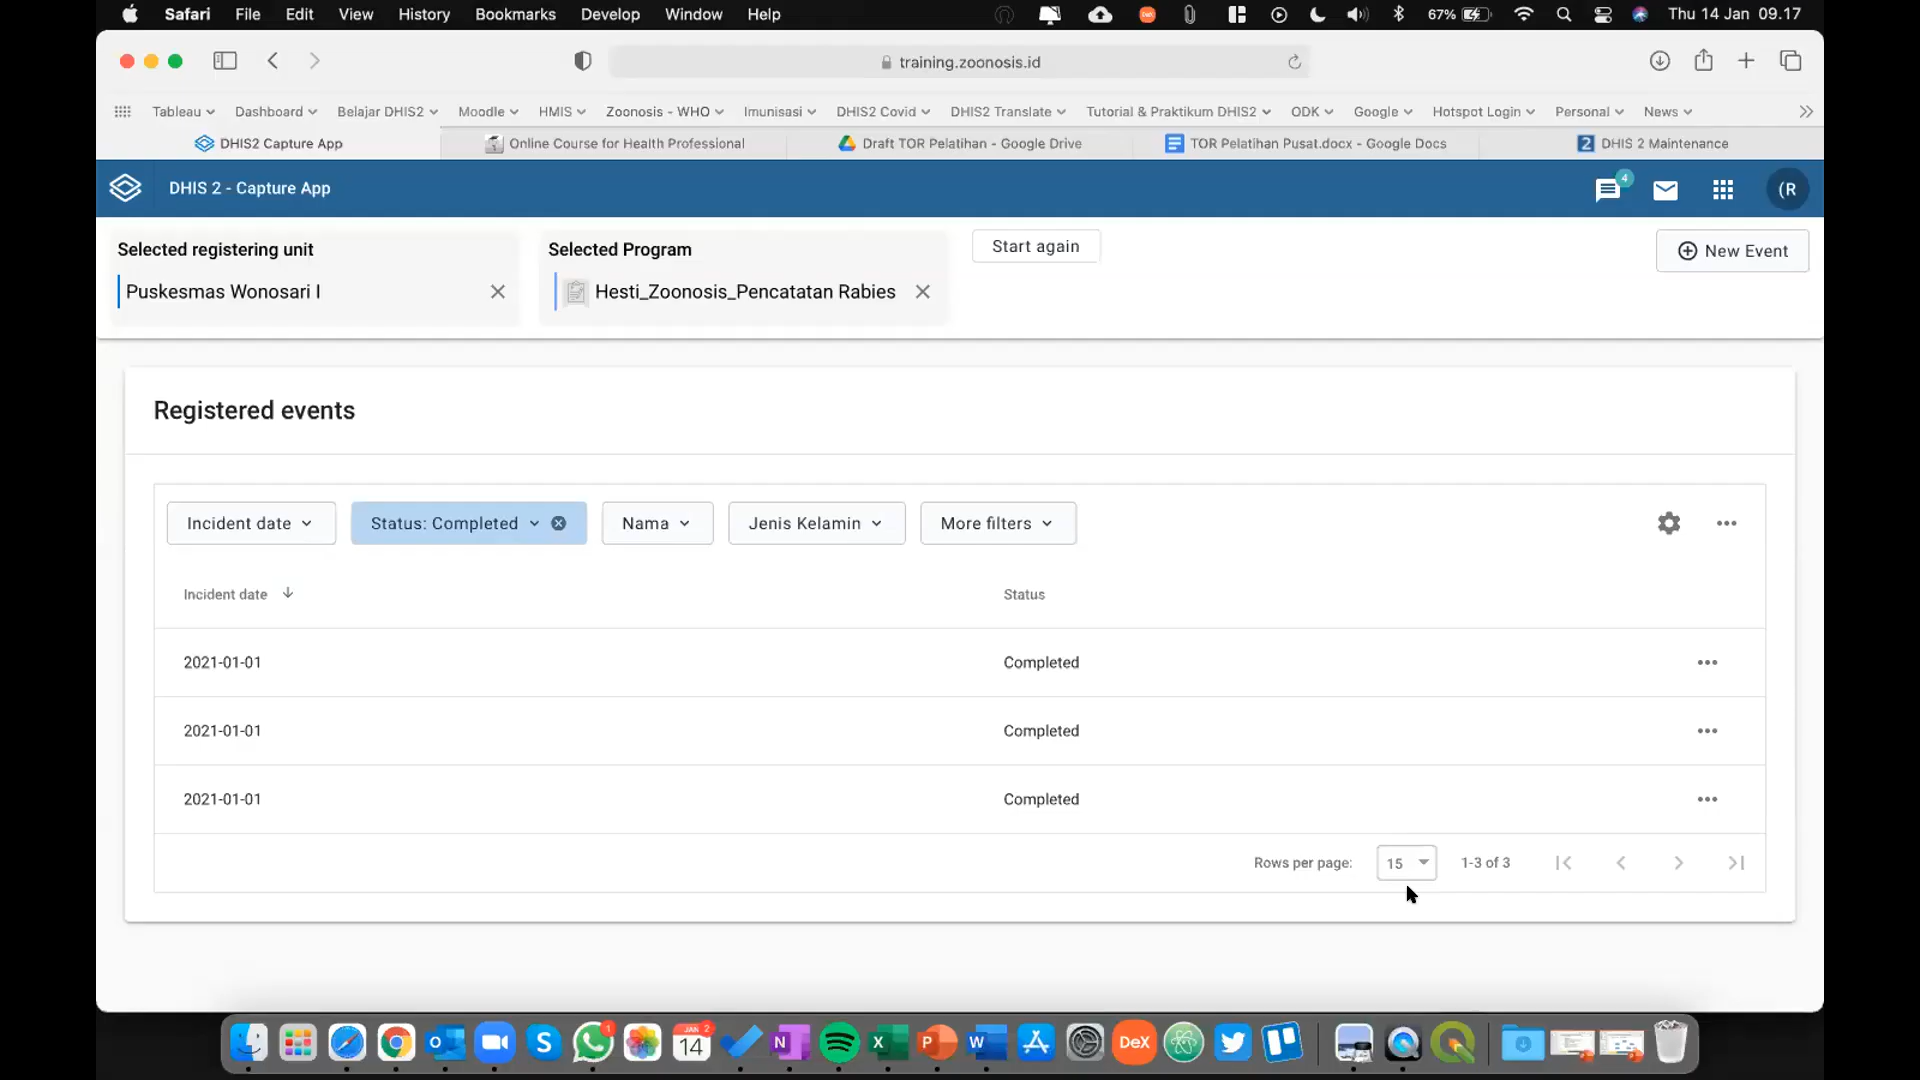 Safari File Edit View History Bookmarks Develop Window Help 67% Thu 14 Jan 09.17
training.zoonosis.id
Tableau Dashboard Belajar DHIS2 Moodle HMIS Zoonosis - WHO Imunisasi DHIS2 Covid DHIS2 Translate Tutorial & Praktikum DHIS2 ODK Google Hotspot Login Personal News
DHIS2 Capture App Online Course for Health Professional Draft TOR Pelatihan - Google Drive TOR Pelatihan Pusat.docx - Google Docs 2 DHIS 2 Maintenance
DHIS 2 - Capture App 4 (R
Selected registering unit Selected Program Start again New Event
Puskesmas Wonosari I Hesti_Zoonosis_Pencatatan Rabies
Registered events
Incident date Status: Completed Nama Jenis Kelamin More filters
Incident date Status
2021-01-01 Completed
2021-01-01 Completed
2021-01-01 Completed
Rows per page: 15 1-3 of 3
S 1 JAN 2 14 N X P W DeX